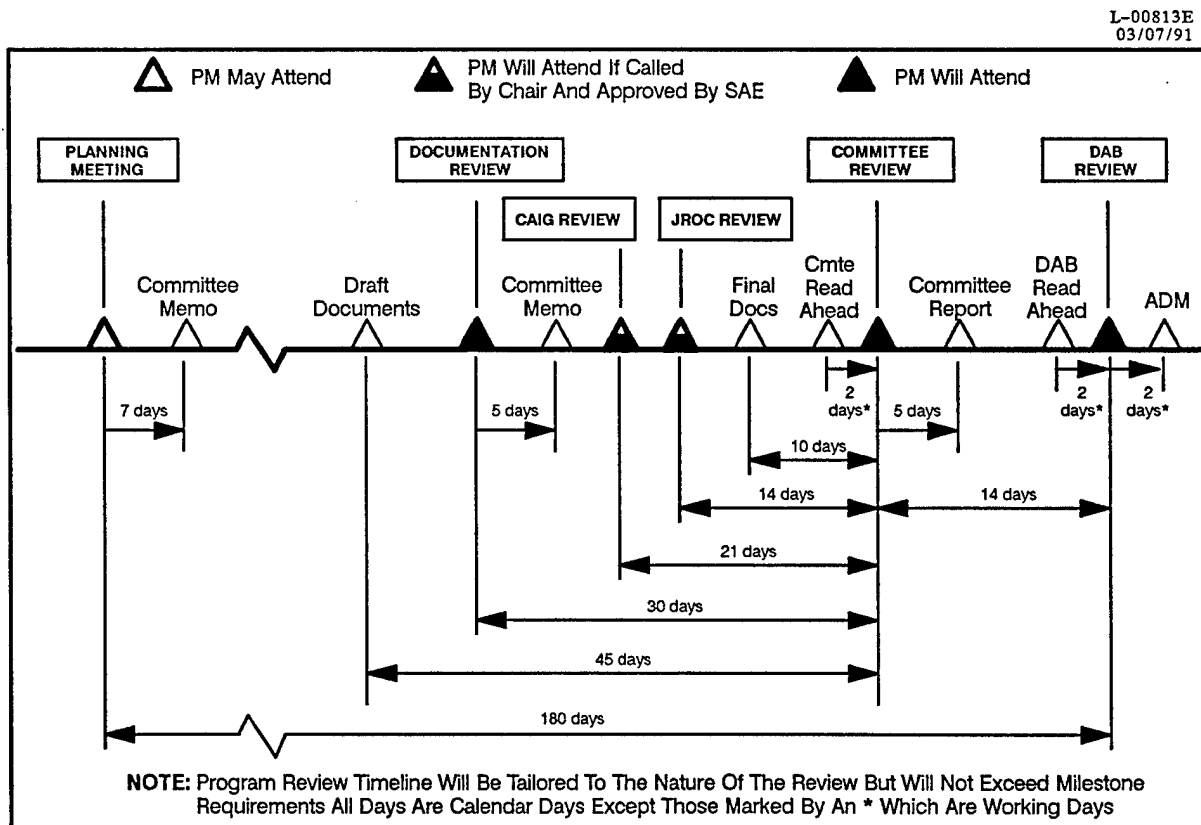 L-00813E
03/07/91
PM May Attend
PM Will Attend If Called
By Chair And Approved By SAE
PM Will Attend
PLANNING
MEETING
DOCUMENTATION
REVIEW
COMMITTEE
REVIEW
DAB
REVIEW
CAIG REVIEW
JROC REVIEW
Committee
Memo
Draft
Documents
Committee
Memo
Final
Docs
Cmte
Read
Ahead
Committee
Report
DAB
Read
Ahead
ADM
7 days
5 days
2
days*
5 days
2
days*
2
days*
10 days
14 days
14 days
21 days
30 days
45 days
180 days
NOTE: Program Review Timeline Will Be Tailored To The Nature Of The Review But Will Not Exceed Milestone
Requirements All Days Are Calendar Days Except Those Marked By An * Which Are Working Days